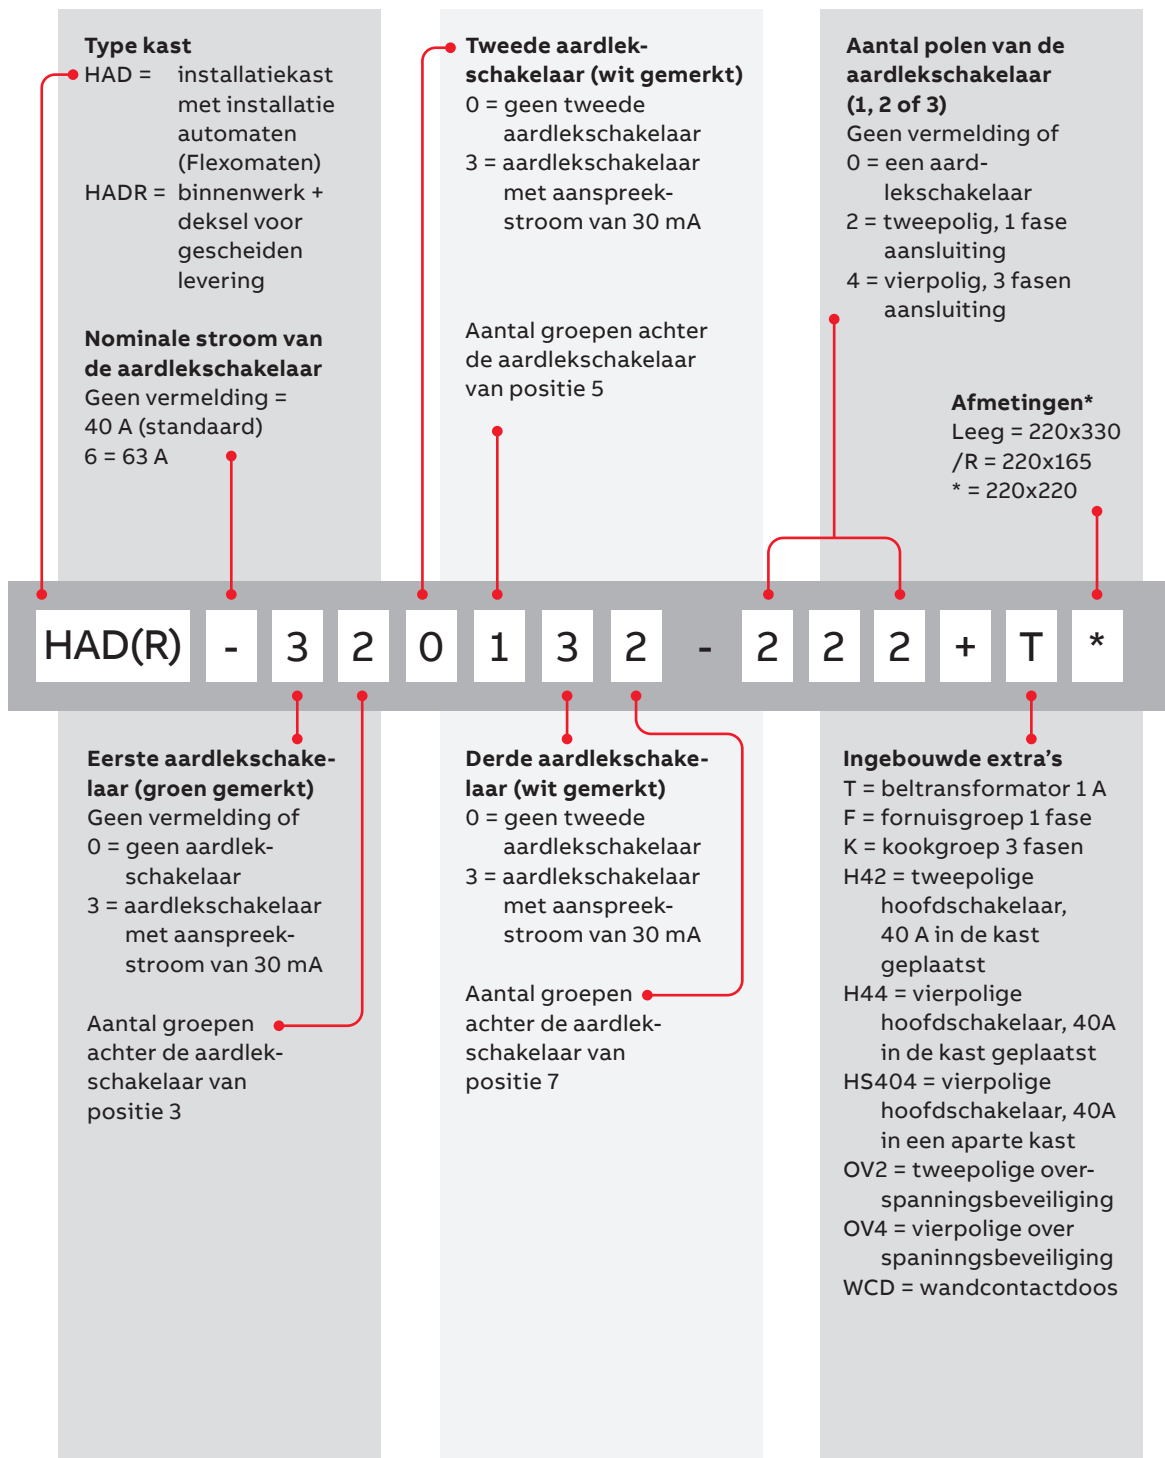 Type kast
HAD = installatiekast
met installatie
automaten
(Flexomaten)
HADR = binnenwerk +
deksel voor
gescheiden
levering
Nominale stroom van
de aardlekschakelaar
Geen vermelding =
40 A (standaard)
6 = 63 A
Tweede aardlek-
schakelaar (wit gemerkt)
0 = geen tweede
aardlekschakelaar
3 = aardlekschakelaar
met aanspreek-
stroom van 30 mA
Aantal groepen achter
de aardlekschakelaar
van positie 5
Aantal polen van de
aardlekschakelaar
(1, 2 of 3)
Geen vermelding of
0 = een aard-
lekschakelaar
2 = tweepolig, 1 fase
aansluiting
4 = vierpolig, 3 fasen
aansluiting
Afmetingen*
Leeg = 220x330
/R = 220x165
* = 220x220
HAD(R) - 3 2 0 1 3 2 - 2 2 2 + T *
Eerste aardlekschake-
laar (groen gemerkt)
Geen vermelding of
0 = geen aardlek-
schakelaar
3 = aardlekschakelaar
met aanspreek-
stroom van 30 mA
Aantal groepen
achter de aardlek-
schakelaar van
positie 3
Derde aardlekschake-
laar (wit gemerkt)
0 = geen tweede
aardlekschakelaar
3 = aardlekschakelaar
met aanspreek-
stroom van 30 mA
Aantal groepen
achter de aardlek-
schakelaar van
positie 7
Ingebouwde extra’s
T = beltransformator 1 A
F = fornuisgroep 1 fase
K = kookgroep 3 fasen
H42 = tweepolige
hoofdschakelaar,
40 A in de kast
geplaatst
H44 = vierpolige
hoofdschakelaar, 40A
in de kast geplaatst
HS404 = vierpolige
hoofdschakelaar, 40A
in een aparte kast
OV2 = tweepolige over-
spanningsbeveiliging
OV4 = vierpolige over
spaninngsbeveiliging
WCD = wandcontactdoos